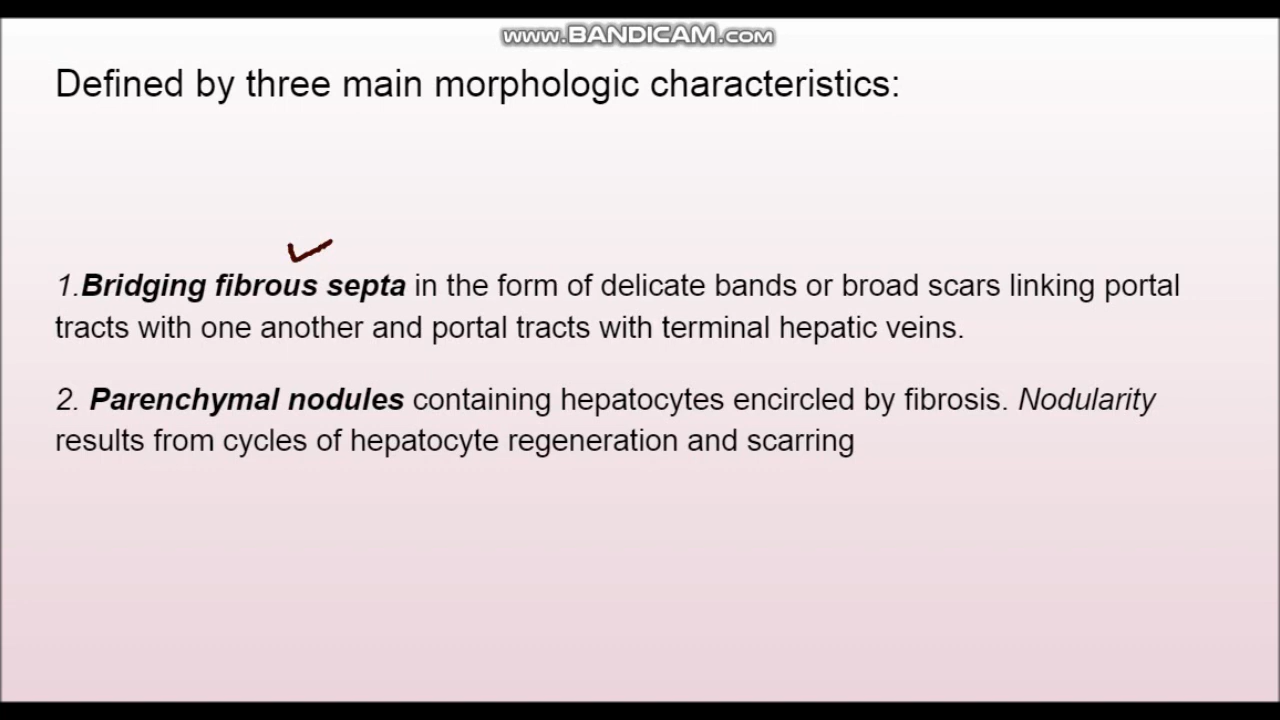 www.BANDICAM.com
Defined by three main morphologic characteristics:
1.Bridging fibrous septa in the form of delicate bands or broad scars linking portal
tracts with one another and portal tracts with terminal hepatic veins.
2. Parenchymal nodules containing hepatocytes encircled by fibrosis. Nodularity
results from cycles of hepatocyte regeneration and scarring